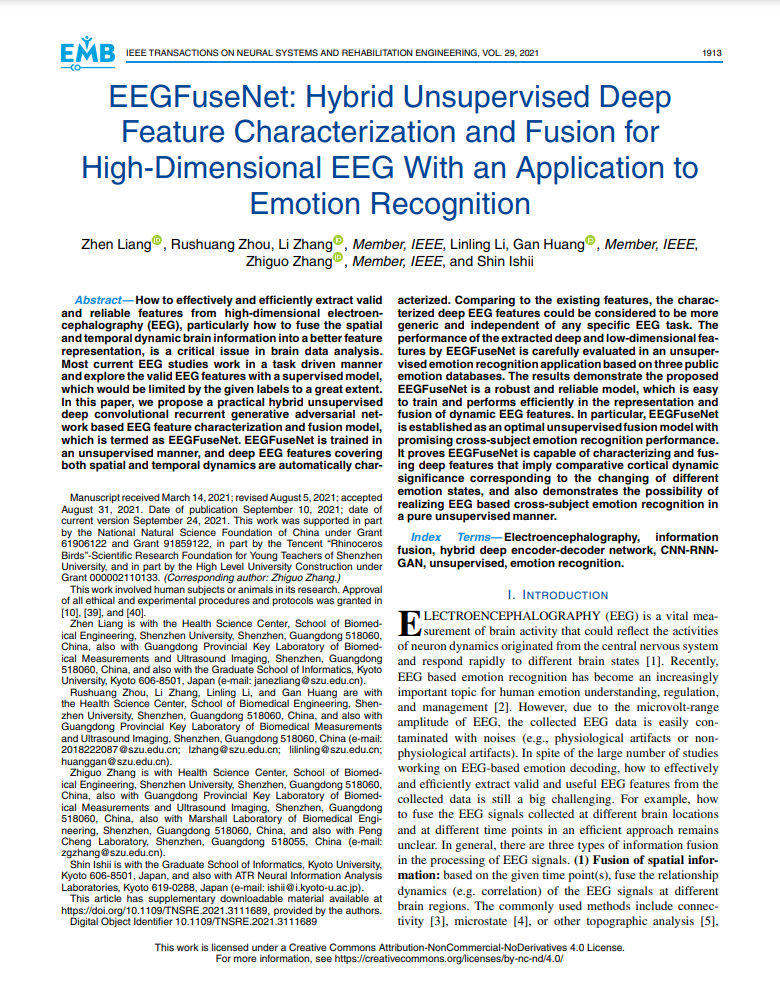 EMB
IEEE TRANSACTIONS ON NEURAL SYSTEMS AND REHABILITATION ENGINEERING, VOL. 29, 2021
1913
EEGFuseNet: Hybrid Unsupervised Deep
Feature Characterization and Fusion for
High-Dimensional EEG With an Application to
Emotion Recognition
Zhen Liang, Rushuang Zhou, Li Zhang, Member, IEEE, Linling Li, Gan Huang, Member, IEEE,
Zhiguo Zhang, Member, IEEE, and Shin Ishii
Abstract—How to effectively and efficiently extract valid
and reliable features from high-dimensional electroen-
cephalography (EEG), particularly how to fuse the spatial
and temporal dynamic brain information into a better feature
representation, is a critical issue in brain data analysis.
Most current EEG studies work in a task driven manner
and explore the valid EEG features with a supervised model,
which would be limited by the given labels to a great extent.
In this paper, we propose a practical hybrid unsupervised
deep convolutional recurrent generative adversarial net-
work based EEG feature characterization and fusion model,
which is termed as EEGFuseNet. EEGFuseNet is trained in
an unsupervised manner, and deep EEG features covering
both spatial and temporal dynamics are automatically char-
Manuscript received March 14, 2021; revised August 5, 2021; accepted
August 31, 2021. Date of publication September 10, 2021; date of
current version September 24, 2021. This work was supported in part
by the National Natural Science Foundation of China under Grant
61906122 and Grant 91859122, in part by the Tencent "Rhinoceros
Birds"-Scientific Research Foundation for Young Teachers of Shenzhen
University, and in part by the High Level University Construction under
Grant 000002110133. (Corresponding author: Zhiguo Zhang.)
This work involved human subjects or animals in its research. Approval
of all ethical and experimental procedures and protocols was granted in
[10], [39], and [40].
Zhen Liang is with the Health Science Center, School of Biomed-
ical Engineering, Shenzhen University, Shenzhen, Guangdong 518060,
China, also with Guangdong Provincial Key Laboratory of Biomed-
ical Measurements and Ultrasound Imaging, Shenzhen, Guangdong
518060, China, and also with the Graduate School of Informatics, Kyoto
University, Kyoto 606-8501, Japan (e-mail: janezliang@szu.edu.cn).
Rushuang Zhou, Li Zhang, Linling Li, and Gan Huang are with
the Health Science Center, School of Biomedical Engineering, Shen-
zhen University, Shenzhen, Guangdong 518060, China, and also with
Guangdong Provincial Key Laboratory of Biomedical Measurements
and Ultrasound Imaging, Shenzhen, Guangdong 518060, China (e-mail:
2018222087@szu.edu.cn; lzhang@szu.edu.cn; lilinling@szu.edu.cn;
huanggan@szu.edu.cn).
Zhiguo Zhang is with Health Science Center, School of Biomed-
ical Engineering, Shenzhen University, Shenzhen, Guangdong 518060,
China, also with Guangdong Provincial Key Laboratory of Biomed-
ical Measurements and Ultrasound Imaging, Shenzhen, Guangdong
518060, China, also with Marshall Laboratory of Biomedical Engi-
neering, Shenzhen, Guangdong 518060, China, and also with Peng
Cheng Laboratory, Shenzhen, Guangdong 518055, China (e-mail:
zgzhang@szu.edu.cn).
Shin Ishii is with the Graduate School of Informatics, Kyoto University,
Kyoto 606-8501, Japan, and also with ATR Neural Information Analysis
Laboratories, Kyoto 619-0288, Japan (e-mail: ishii@i.kyoto-u.ac.jp).
This article has supplementary downloadable material available at
https://doi.org/10.1109/TNSRE.2021.3111689, provided by the authors.
Digital Object Identifier 10.1109/TNSRE.2021.3111689
acterized. Comparing to the existing features, the charac-
terized deep EEG features could be considered to be more
generic and independent of any specific EEG task. The
performance of the extracted deep and low-dimensional fea-
tures by EEGFuseNet is carefully evaluated in an unsuper-
vised emotion recognition application based on three public
emotion databases. The results demonstrate the proposed
EEGFuseNet is a robust and reliable model, which is easy
to train and performs efficiently in the representation and
fusion of dynamic EEG features. In particular, EEGFuseNet
is established as an optimal unsupervised fusion model with
promising cross-subject emotion recognition performance.
It proves EEGFuseNet is capable of characterizing and fus-
ing deep features that imply comparative cortical dynamic
significance corresponding to the changing of different
emotion states, and also demonstrates the possibility of
realizing EEG based cross-subject emotion recognition in
a pure unsupervised manner.
Index Terms—Electroencephalography, information
fusion, hybrid deep encoder-decoder network, CNN-RNN-
GAN, unsupervised, emotion recognition.
I. INTRODUCTION
ELECTROENCEPHALOGRAPHY (EEG) is a vital mea-
surement of brain activity that could reflect the activities
of neuron dynamics originated from the central nervous system
and respond rapidly to different brain states [1]. Recently,
EEG based emotion recognition has become an increasingly
important topic for human emotion understanding, regulation,
and management [2]. However, due to the microvolt-range
amplitude of EEG, the collected EEG data is easily con-
taminated with noises (e.g., physiological artifacts or non-
physiological artifacts). In spite of the large number of studies
working on EEG-based emotion decoding, how to effectively
and efficiently extract valid and useful EEG features from the
collected data is still a big challenging. For example, how
to fuse the EEG signals collected at different brain locations
and at different time points in an efficient approach remains
unclear. In general, there are three types of information fusion
in the processing of EEG signals. (1) Fusion of spatial infor-
mation: based on the given time point(s), fuse the relationship
dynamics (e.g. correlation) of the EEG signals at different
brain regions. The commonly used methods include connec-
tivity [3], microstate [4], or other topographic analysis [5],
This work is licensed under a Creative Commons Attribution-NonCommercial-NoDerivatives 4.0 License.
For more information, see https://creativecommons.org/licenses/by-nc-nd/4.0/